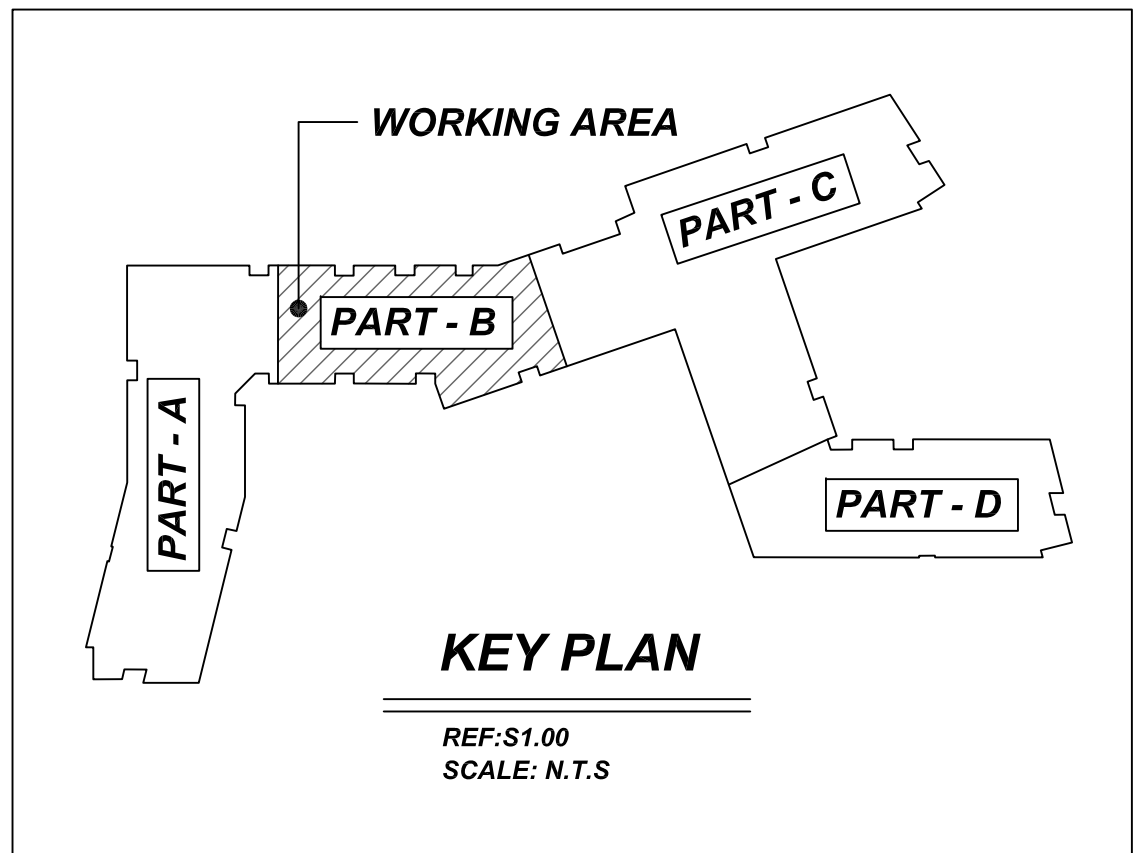 WORKING AREA
PART - C
PART - B
PART - A
PART - D
KEY PLAN
REF:S1.00
SCALE: N.T.S